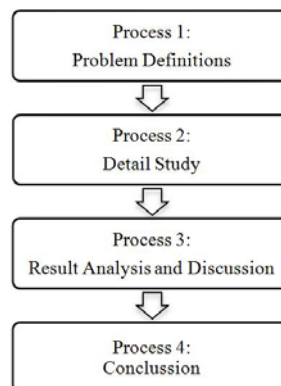 Process 1:
Problem Definitions
Process 2:
Detail Study
Process 3:
Result Analysis and Discussion
Process 4:
Conclussion